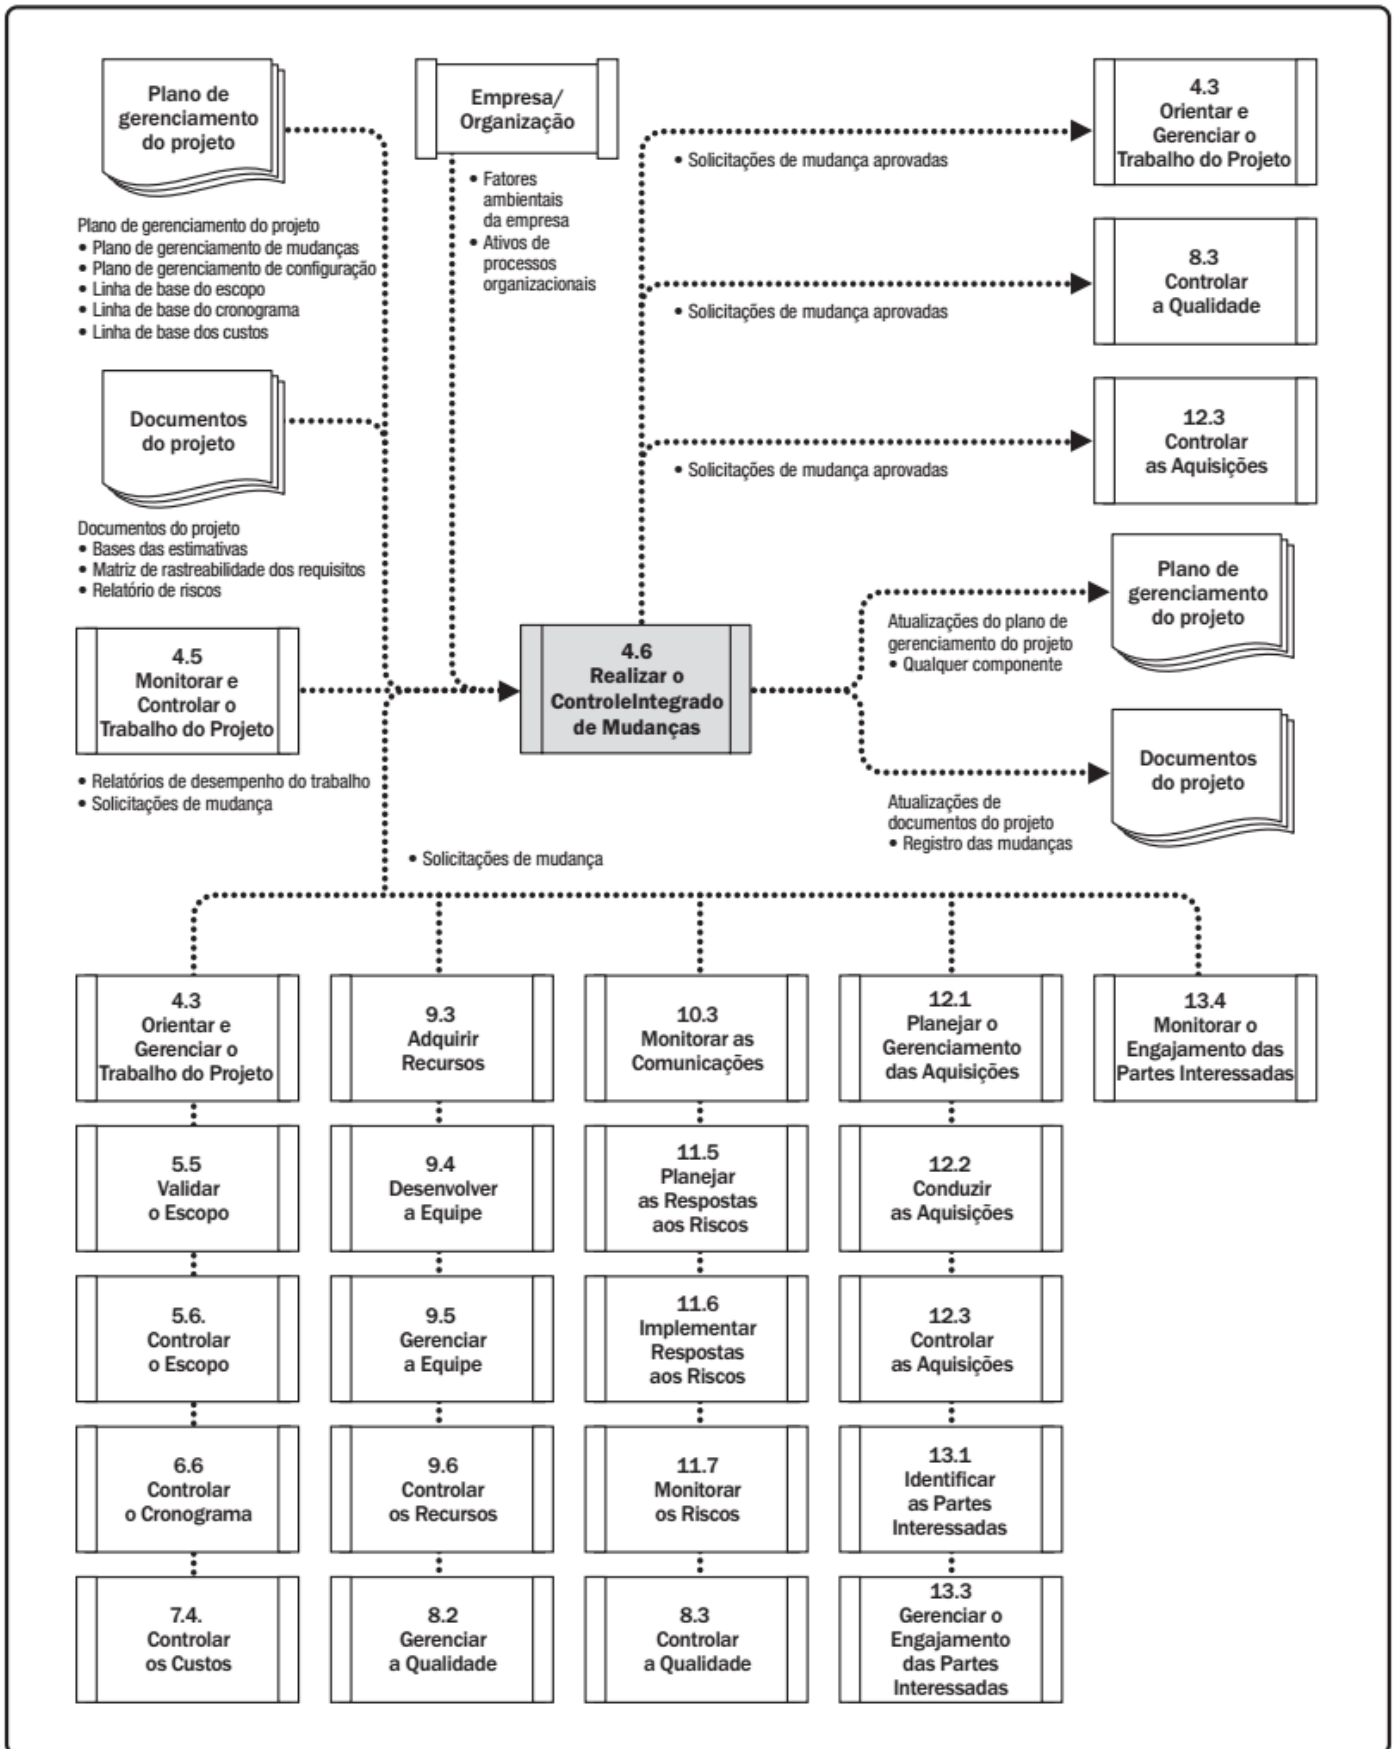 Plano de
gerenciamento
do projeto
Plano de gerenciamento do projeto
• Plano de gerenciamento de mudanças
• Plano de gerenciamento de configuração
• Linha de base do escopo
• Linha de base do cronograma
• Linha de base dos custos
Documentos
do projeto
Documentos do projeto
• Bases das estimativas
• Matriz de rastreabilidade dos requisitos
• Relatório de riscos
4.5
Monitorar e
Controlar o
Trabalho do Projeto
• Relatórios de desempenho do trabalho
• Solicitações de mudança
Empresa/
Organização
• Fatores
ambientais
da empresa
• Ativos de
processos
organizacionais
4.6
Realizar o
ControleIntegrado
de Mudanças
• Solicitações de mudança aprovadas
4.3
Orientar e
Gerenciar o
Trabalho do Projeto
• Solicitações de mudança aprovadas
8.3
Controlar
a Qualidade
• Solicitações de mudança aprovadas
12.3
Controlar
as Aquisições
Atualizações do plano de
gerenciamento do projeto
• Qualquer componente
Plano de
gerenciamento
do projeto
Atualizações de
documentos do projeto
• Registro das mudanças
Documentos
do projeto
• Solicitações de mudança
4.3
Orientar e
Gerenciar o
Trabalho do Projeto
5.5
Validar
o Escopo
5.6.
Controlar
o Escopo
6.6
Controlar
o Cronograma
7.4.
Controlar
os Custos
9.3
Adquirir
Recursos
9.4
Desenvolver
a Equipe
9.5
Gerenciar
a Equipe
9.6
Controlar
os Recursos
8.2
Gerenciar
a Qualidade
10.3
Monitorar as
Comunicações
11.5
Planejar
as Respostas
aos Riscos
11.6
Implementar
Respostas
aos Riscos
11.7
Monitorar
os Riscos
8.3
Controlar
a Qualidade
12.1
Planejar o
Gerenciamento
das Aquisições
12.2
Conduzir
as Aquisições
12.3
Controlar
as Aquisições
13.1
Identificar
as Partes
Interessadas
13.3
Gerenciar o
Engajamento
das Partes
Interessadas
13.4
Monitorar o
Engajamento das
Partes Interessadas